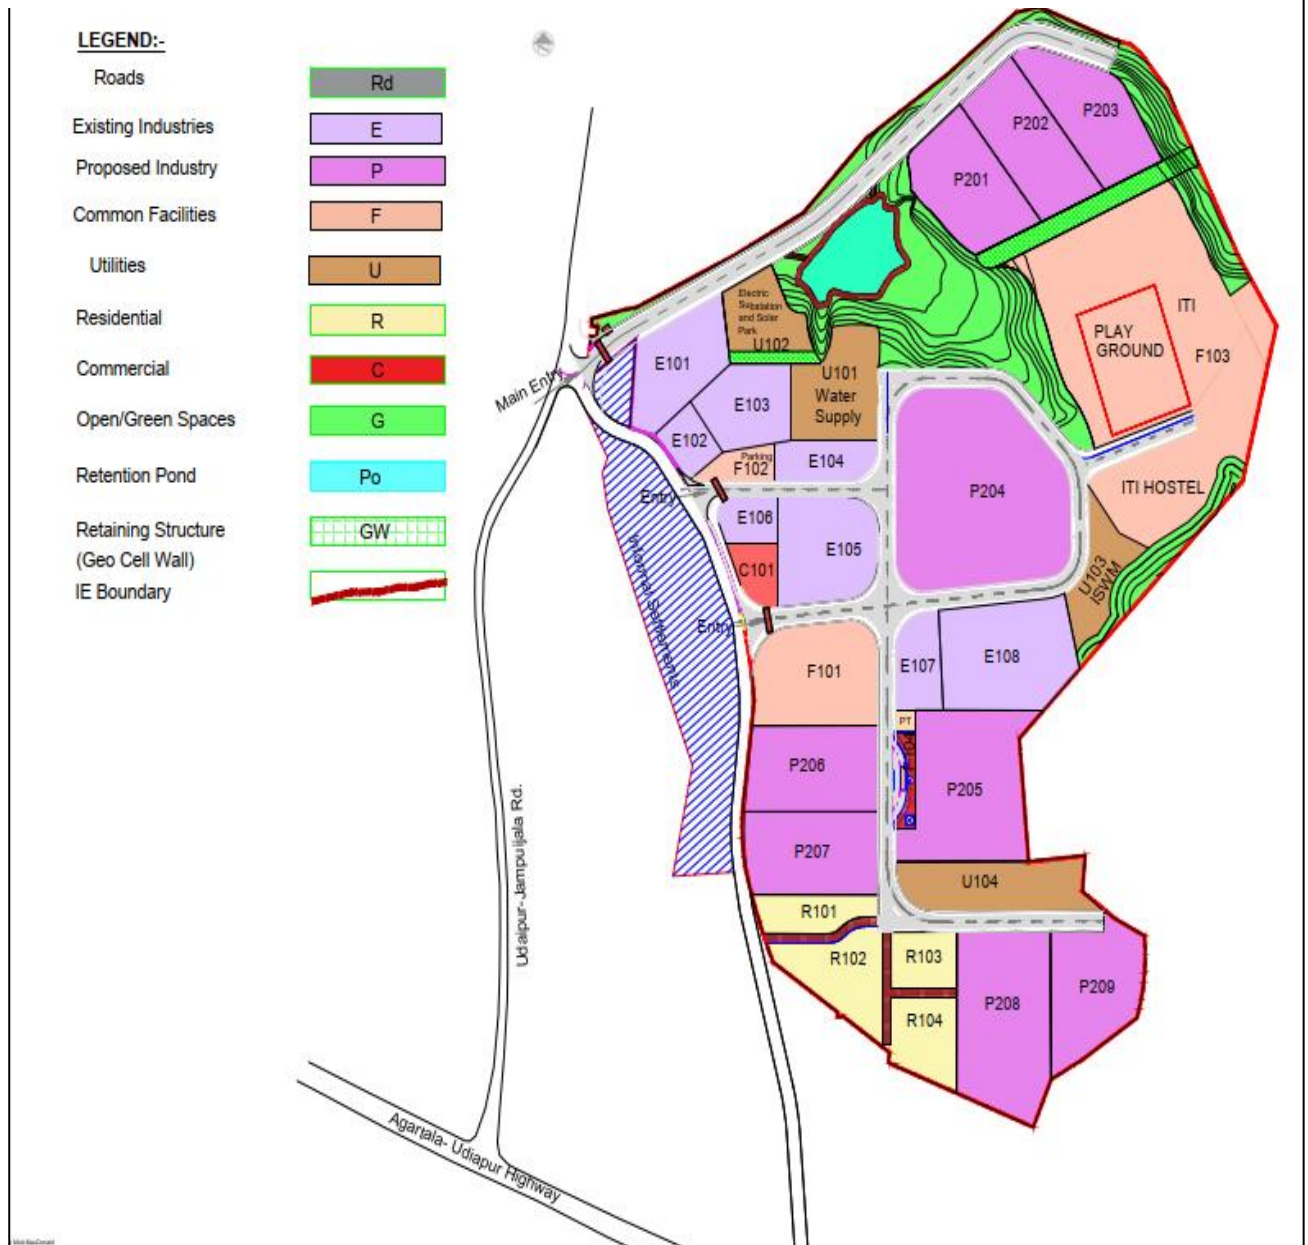 LEGEND:-
Roads
Rd
Existing Industries
E
Proposed Industry
P
Common Facilities
F
Utilities
U
Residential
R
Commercial
C
Open/Green Spaces
G
Retention Pond
Po
Retaining Structure
(Geo Cell Wall)
GW
IE Boundary
P203
P202
P201
ITI
PLAY
GROUND
F103
Electric
Substation
and Solar
Park
U102
E101
U101
Water
Supply
Main Entry
E103
E102
Parking
F102
E104
ITI HOSTEL
P204
Entry
E106
E105
C101
U103
ISWM
Informal Settlements
Entry
F101
E107
E108
PT
P206
P205
P207
U104
R101
R102
R103
P208
P209
R104
Udaipur-Jampuijala Rd.
Agartala- Udiapur Highway
Mott MacDonald